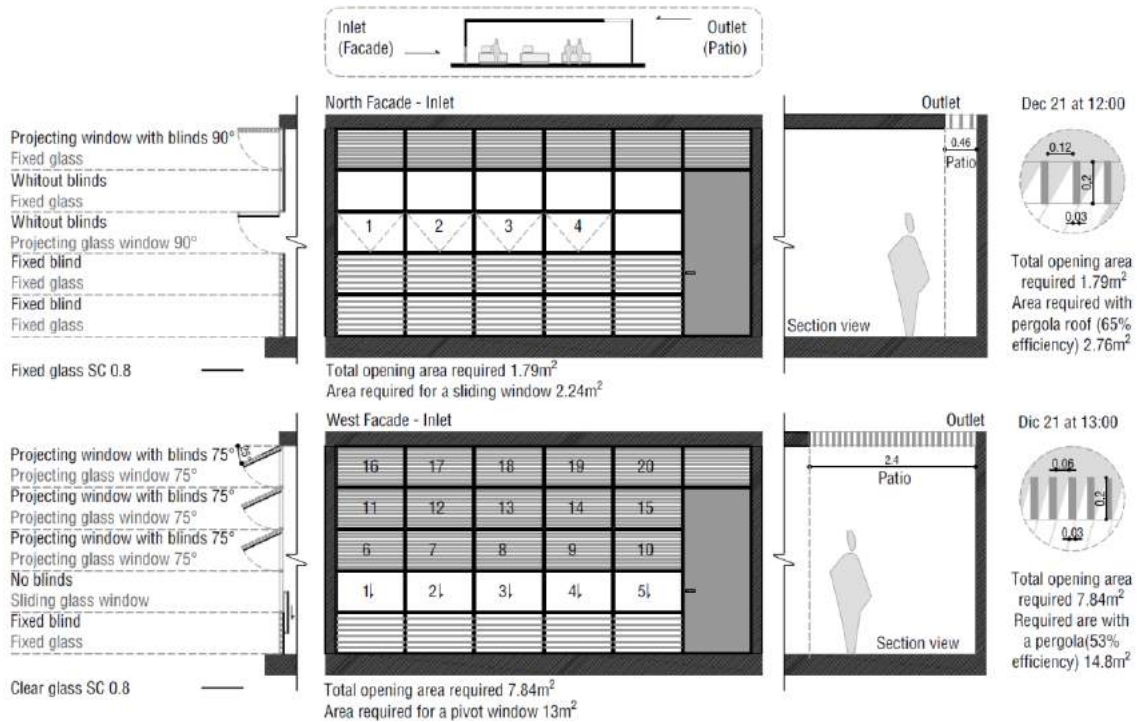 Inlet
(Facade)
Outlet
(Patio)
North Facade - Inlet
Projecting window with blinds 90°
Fixed glass
Whitout blinds
Fixed glass
Whitout blinds
Projecting glass window 90°
Fixed blind
Fixed glass
Fixed blind
Fixed glass
Fixed glass SC 0.8
1 2 3 4
Total opening area required 1.79m²
Area required for a sliding window 2.24m²
Outlet
0.46
Patio
Section view
Dec 21 at 12:00
0.12
0.2
0.03
Total opening area
required 1.79m²
Area required with
pergola roof (65%
efficiency) 2.76m²
West Facade - Inlet
Projecting window with blinds 75°
Projecting glass window 75°
Projecting window with blinds 75°
Projecting glass window 75°
Projecting window with blinds 75°
Projecting glass window 75°
No blinds
Sliding glass window
Fixed blind
Fixed glass
Clear glass SC 0.8
16 17 18 19 20
11 12 13 14 15
6 7 8 9 10
1 2 3 4 5
Total opening area required 7.84m²
Area required for a pivot window 13m²
Outlet
2.4
Patio
Section view
Dic 21 at 13:00
0.06
0.2
0.03
Total opening area
required 7.84m²
Required are with
a pergola(53%
efficiency) 14.8m²